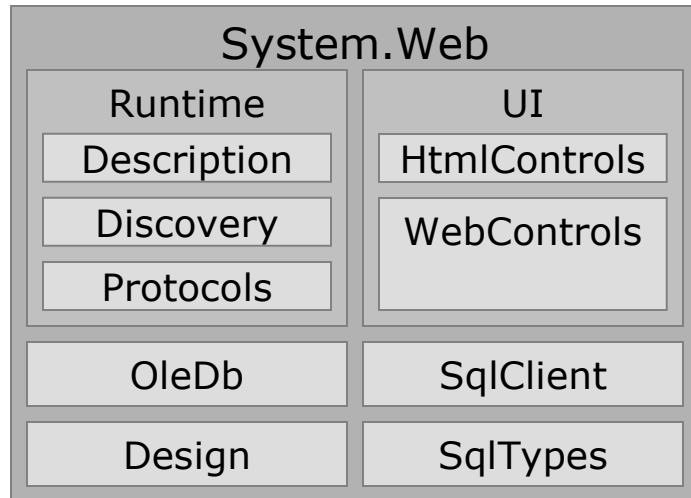 System.Web
Runtime
Description
Discovery
Protocols
UI
HtmlControls
WebControls
OleDb
SqlClient
Design
SqlTypes